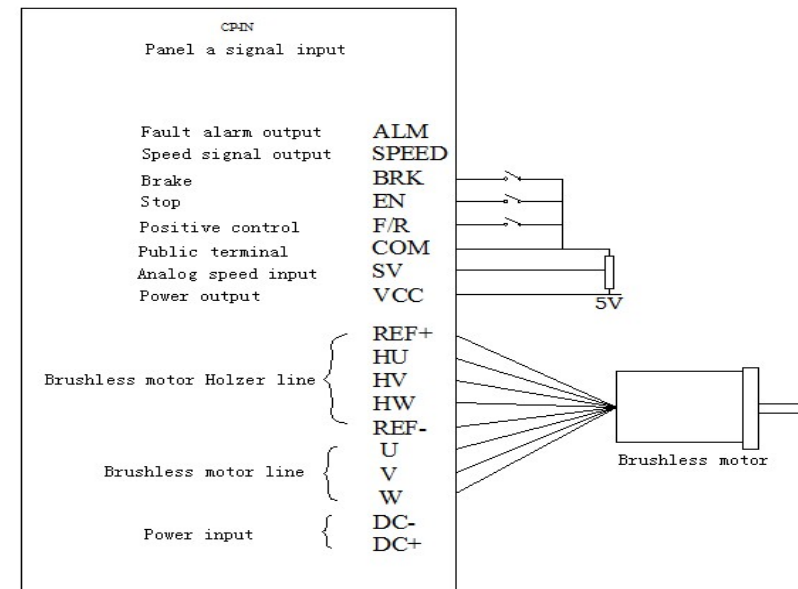 CP-IN
Panel a signal input
Fault alarm output ALM
Speed signal output SPEED
Brake BRK
Stop EN
Positive control F/R
Public terminal COM
Analog speed input SV
Power output VCC
5V
REF+
HU
Brushless motor Holzer line HV
HW
REF-
U
Brushless motor line V
W
Brushless motor
DC-
Power input
DC+